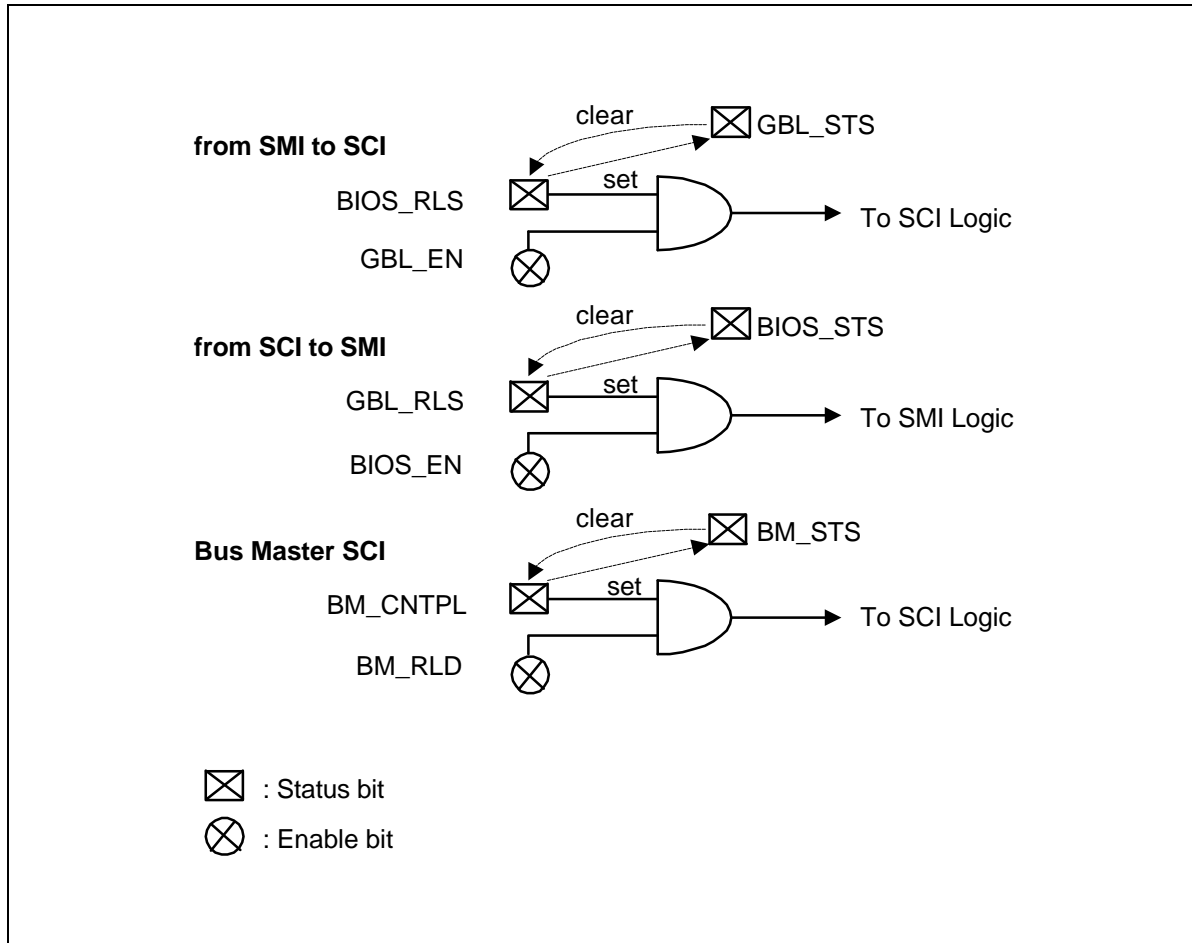 clear
GBL_STS
from SMI to SCI
set
BIOS_RLS
To SCI Logic
GBL_EN
clear
BIOS_STS
from SCI to SMI
set
GBL_RLS
To SMI Logic
BIOS_EN
clear
BM_STS
Bus Master SCI
set
BM_CNTPL
To SCI Logic
BM_RLD
: Status bit
: Enable bit